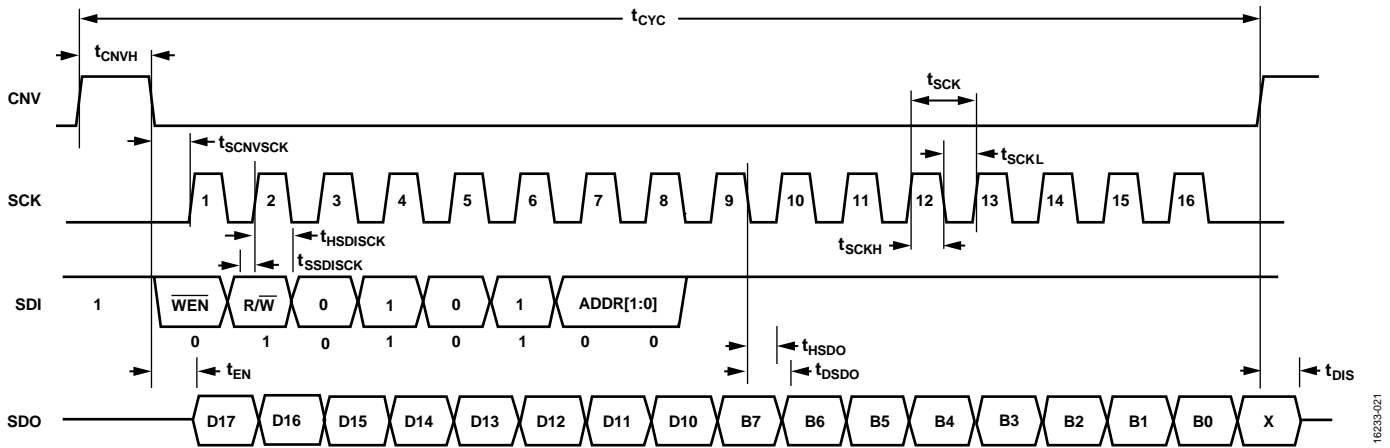 tCYC
tCNVH
CNV
tSCK
tSCNVSCK
tSCKL
SCK
1 2 3 4 5 6 7 8 9 10 11 12 13 14 15 16
tHSDISCK
tSCKH
tSSDISCK
SDI 1 WEN R/W 0 1 0 1 ADDR[1:0]
0 1 0 1 0 1 0 0
tHSDO
tEN
tDSDO
tDIS
SDO D17 D16 D15 D14 D13 D12 D11 D10 B7 B6 B5 B4 B3 B2 B1 B0 X
16233-021